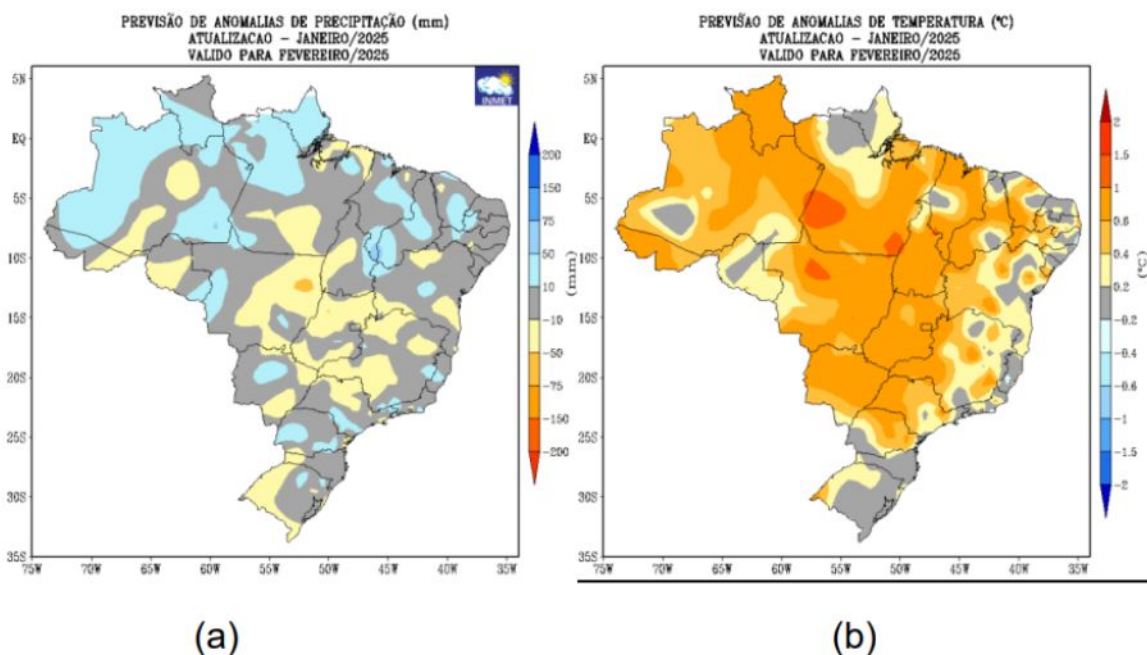 PREVISÃO DE ANOMALIAS DE PRECIPITAÇÃO (mm)
ATUALIZACAO – JANEIRO/2025
VALIDO PARA FEVEREIRO/2025
5N
EQ
5S
10S
15S
20S
25S
30S
35S
75W 70W 65W 60W 55W 50W 45W 40W 35W
INMET
200
150
75
50
10
-10
-50
-75
-150
-200
(mm)
(a)
PREVISÃO DE ANOMALIAS DE TEMPERATURA (°C)
ATUALIZACAO – JANEIRO/2025
VALIDO PARA FEVEREIRO/2025
5N
EQ
5S
10S
15S
20S
25S
30S
35S
75W 70W 65W 60W 55W 50W 45W 40W 35W
2
1.5
1
0.6
0.4
0.2
-0.2
-0.4
-0.6
-1
-1.5
-2
(°C)
(b)